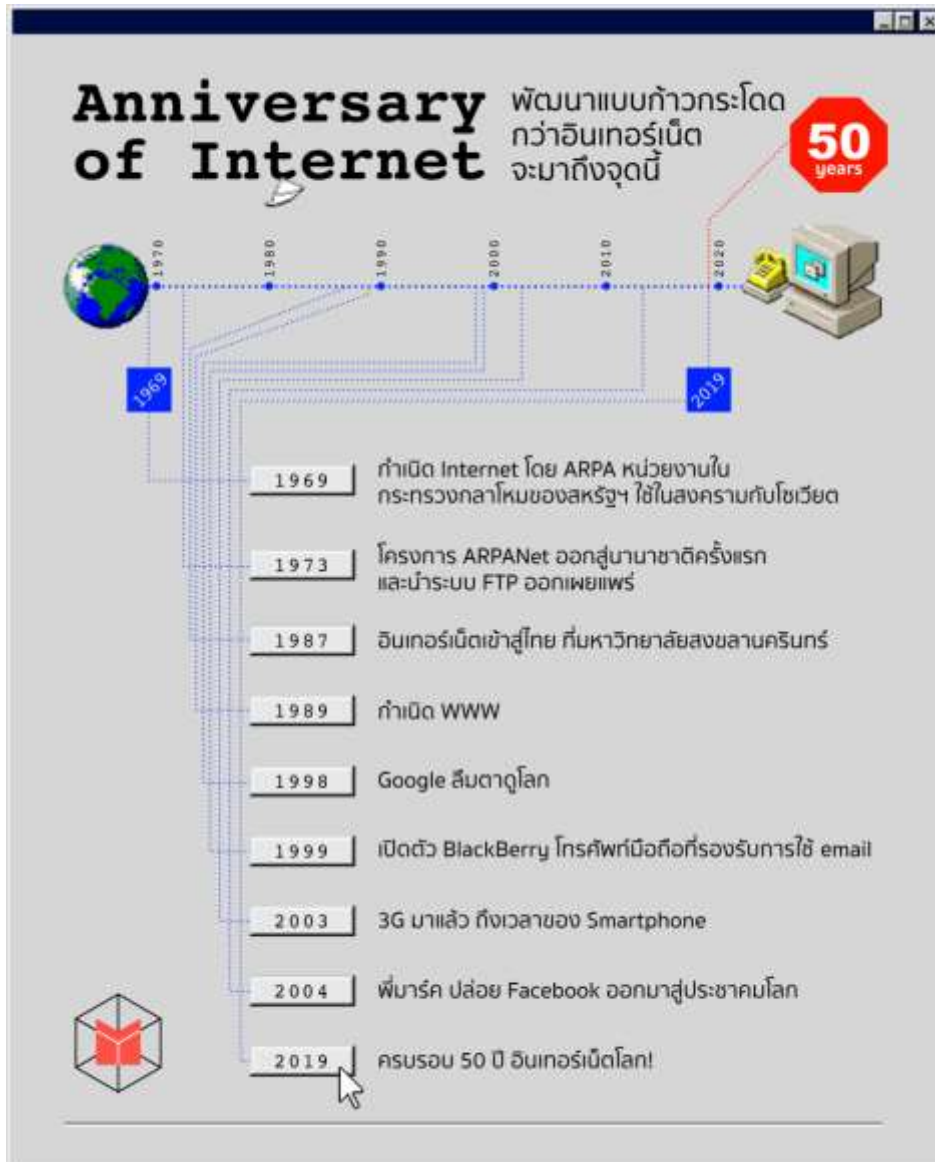 Anniversary
of Internet
พัฒนาแบบก้าวกระโดด
กว่าอินเทอร์เน็ต
จะมาถึงจุดนี้
50
years
1970
1980
1990
2000
2010
2020
1969
2019
1969
กำเนิด Internet โดย ARPA หน่วยงานใน
กระทรวงกลาโหมของสหรัฐฯ ใช้ในสงครามกับโซเวียต
1973
โครงการ ARPANet ออกสู่นานาชาติครั้งแรก
และนำระบบ FTP ออกเผยแพร่
1987
อินเทอร์เน็ตเข้าสู่ไทย ที่มหาวิทยาลัยสงขลานครินทร์
1989
กำเนิด WWW
1998
Google ลืมตาดูโลก
1999
เปิดตัว BlackBerry โทรศัพท์มือถือที่รองรับการใช้ email
2003
3G มาแล้ว ถึงเวลาของ Smartphone
2004
พี่มาร์ค ปล่อย Facebook ออกมาสู่ประชาคมโลก
2019
ครบรอบ 50 ปี อินเทอร์เน็ตโลก!